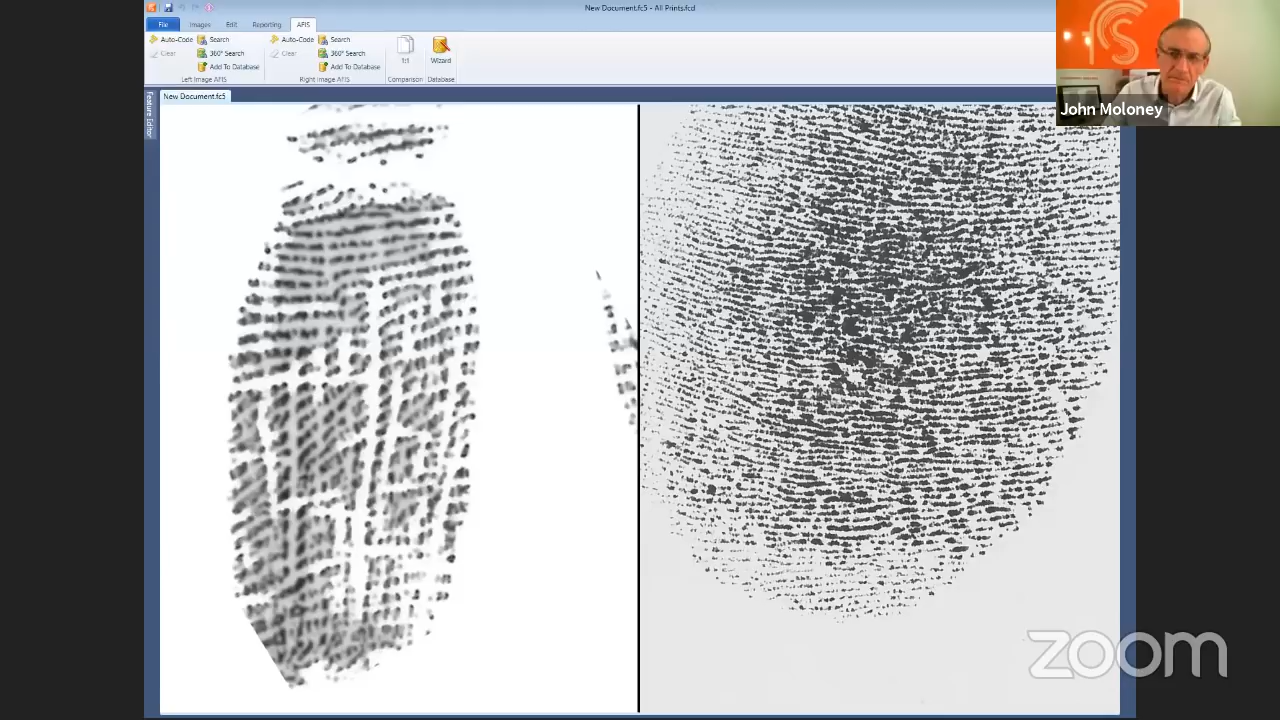 New Document.fc5 - All Prints.fcd
File Images Edit Reporting AFIS
Auto-Code Search Auto-Code Search
Clear 360° Search Clear 360° Search 1:1 Wizard
Add To Database Add To Database
Left Image AFIS Right Image AFIS Comparison Database
New Document.fc5
Feature Editor
John Moloney
zoom